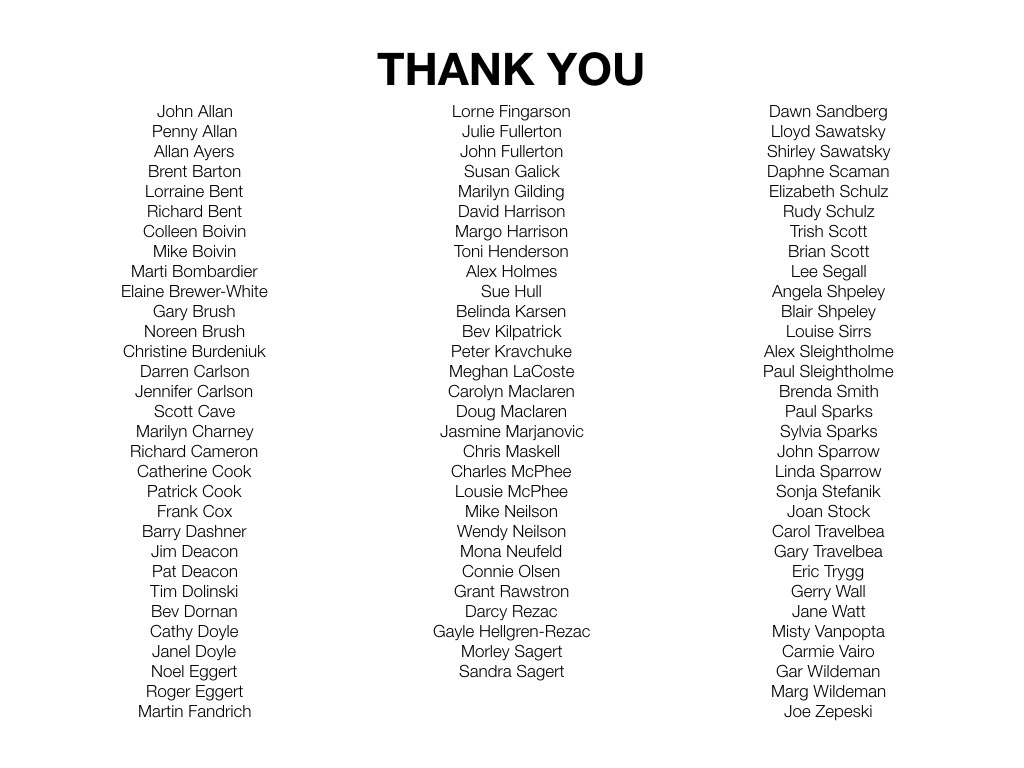 THANK YOU
John Allan
Penny Allan
Allan Ayers
Brent Barton
Lorraine Bent
Richard Bent
Colleen Boivin
Mike Boivin
Marti Bombardier
Elaine Brewer-White
Gary Brush
Noreen Brush
Christine Burdeniuk
Darren Carlson
Jennifer Carlson
Scott Cave
Marilyn Charney
Richard Cameron
Catherine Cook
Patrick Cook
Frank Cox
Barry Dashner
Jim Deacon
Pat Deacon
Tim Dolinski
Bev Dornan
Cathy Doyle
Janel Doyle
Noel Eggert
Roger Eggert
Martin Fandrich
Lorne Fingarson
Julie Fullerton
John Fullerton
Susan Galick
Marilyn Gilding
David Harrison
Margo Harrison
Toni Henderson
Alex Holmes
Sue Hull
Belinda Karsen
Bev Kilpatrick
Peter Kravchuke
Meghan LaCoste
Carolyn Maclaren
Doug Maclaren
Jasmine Marjanovic
Chris Maskell
Charles McPhee
Lousie McPhee
Mike Neilson
Wendy Neilson
Mona Neufeld
Connie Olsen
Grant Rawstron
Darcy Rezac
Gayle Hellgren-Rezac
Morley Sagert
Sandra Sagert
Dawn Sandberg
Lloyd Sawatsky
Shirley Sawatsky
Daphne Scaman
Elizabeth Schulz
Rudy Schulz
Trish Scott
Brian Scott
Lee Segall
Angela Shpeley
Blair Shpeley
Louise Sirrs
Alex Sleightholme
Paul Sleightholme
Brenda Smith
Paul Sparks
Sylvia Sparks
John Sparrow
Linda Sparrow
Sonja Stefanik
Joan Stock
Carol Travelbea
Gary Travelbea
Eric Trygg
Gerry Wall
Jane Watt
Misty Vanpopta
Carmie Vairo
Gar Wildeman
Marg Wildeman
Joe Zepeski